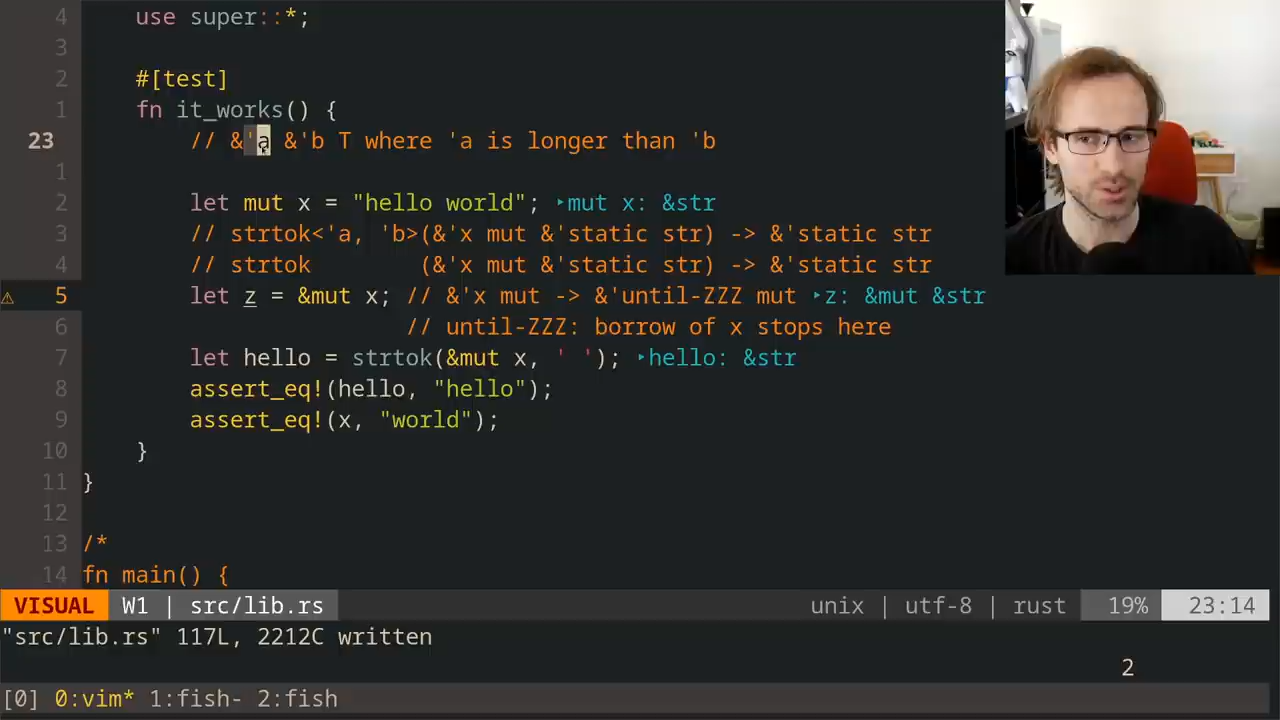 4 use super::*;
3
2 #[test]
1 fn it_works() {
23 // &'a &'b T where 'a is longer than 'b
1
2 let mut x = "hello world"; ‣mut x: &str
3 // strtok<'a, 'b>(&'x mut &'static str) -> &'static str
4 // strtok (&'x mut &'static str) -> &'static str
⚠ 5 let z = &mut x; // &'x mut -> &'until-ZZZ mut ‣z: &mut &str
6 // until-ZZZ: borrow of x stops here
7 let hello = strtok(&mut x, ' '); ‣hello: &str
8 assert_eq!(hello, "hello");
9 assert_eq!(x, "world");
10 }
11 }
12
13 /*
14 fn main() {
VISUAL W1 | src/lib.rs unix | utf-8 | rust 19% 23:14
"src/lib.rs" 117L, 2212C written
2
[0] 0:vim* 1:fish- 2:fish